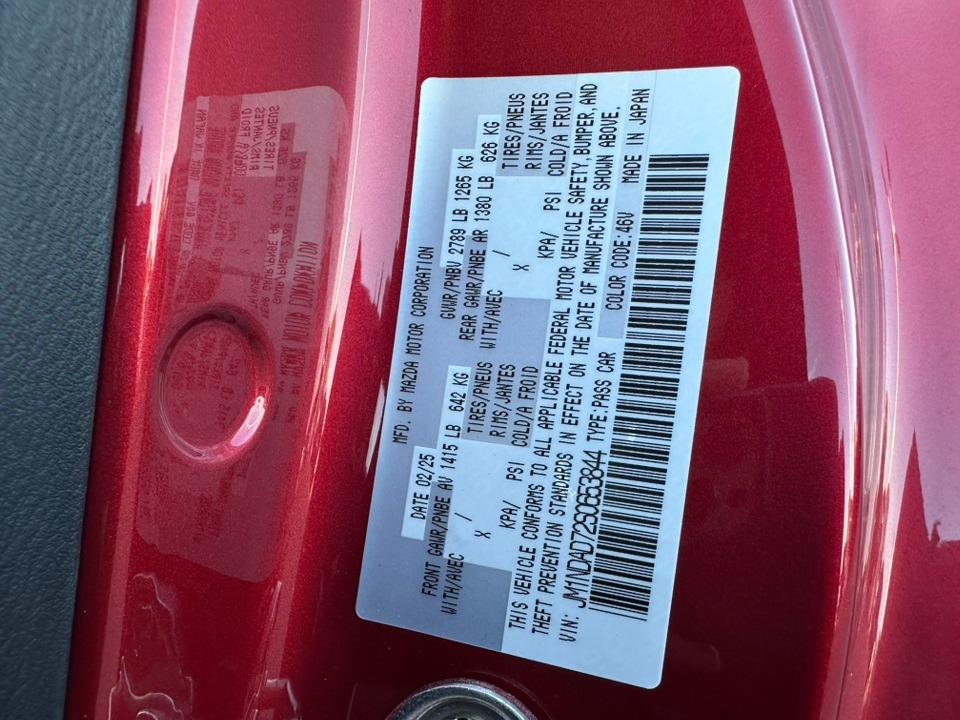 MFD. BY MAZDA MOTOR CORPORATION
DATE 02/25 GVWR/PNBV 2789 LB 1265 KG
FRONT GAWR/PNBE AV 1415 LB 642 KG REAR GAWR/PNBE AR 1380 LB 626 KG
WITH/AVEC TIRES/PNEUS WITH/AVEC TIRES/PNEUS
/ x RIMS/JANTES / x RIMS/JANTES
KPA/ PSI COLD/A FROID KPA/ PSI COLD/A FROID
THIS VEHICLE CONFORMS TO ALL APPLICABLE FEDERAL MOTOR VEHICLE SAFETY, BUMPER, AND
THEFT PREVENTION STANDARDS IN EFFECT ON THE DATE OF MANUFACTURE SHOWN ABOVE.
VIN: JM1NDAD72S0653844 TYPE:PASS CAR COLOR CODE.46V MADE IN JAPAN